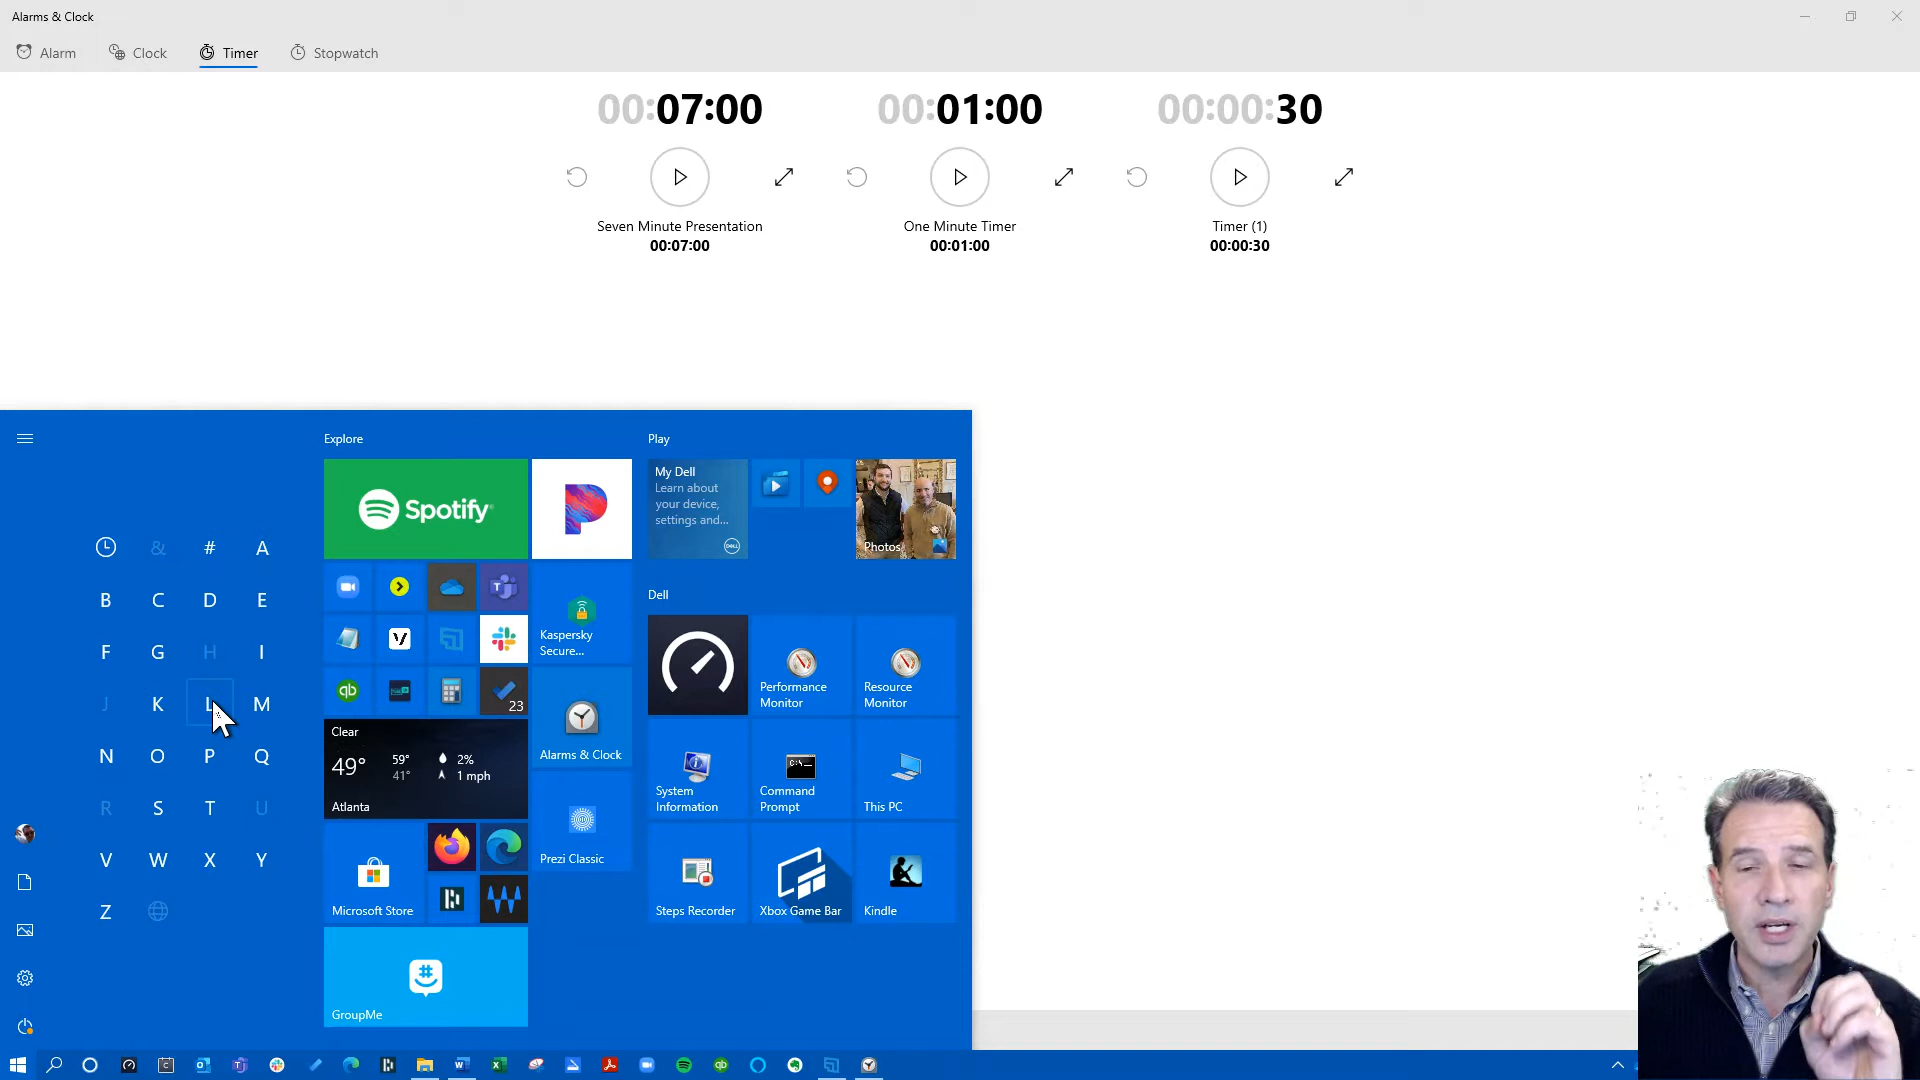 Alarms & Clock
Alarm
Clock
Timer
Stopwatch
00:07:00
00:01:00
00:00:30
Seven Minute Presentation
00:07:00
One Minute Timer
00:01:00
Timer (1)
00:00:30
Explore
Play
Spotify
My Dell
Learn about
your device,
settings and...
DELL
Photos
& # A
B C D E
F G H I
J K L M
N O P Q
R S T U
V W X Y
Z
Kaspersky
Secure...
23
Alarms & Clock
Clear
49°
59°
41°
2%
1 mph
Atlanta
Prezi Classic
Microsoft Store
GroupMe
Dell
Performance
Monitor
Resource
Monitor
System
Information
Command
Prompt
This PC
Steps Recorder
Xbox Game Bar
Kindle